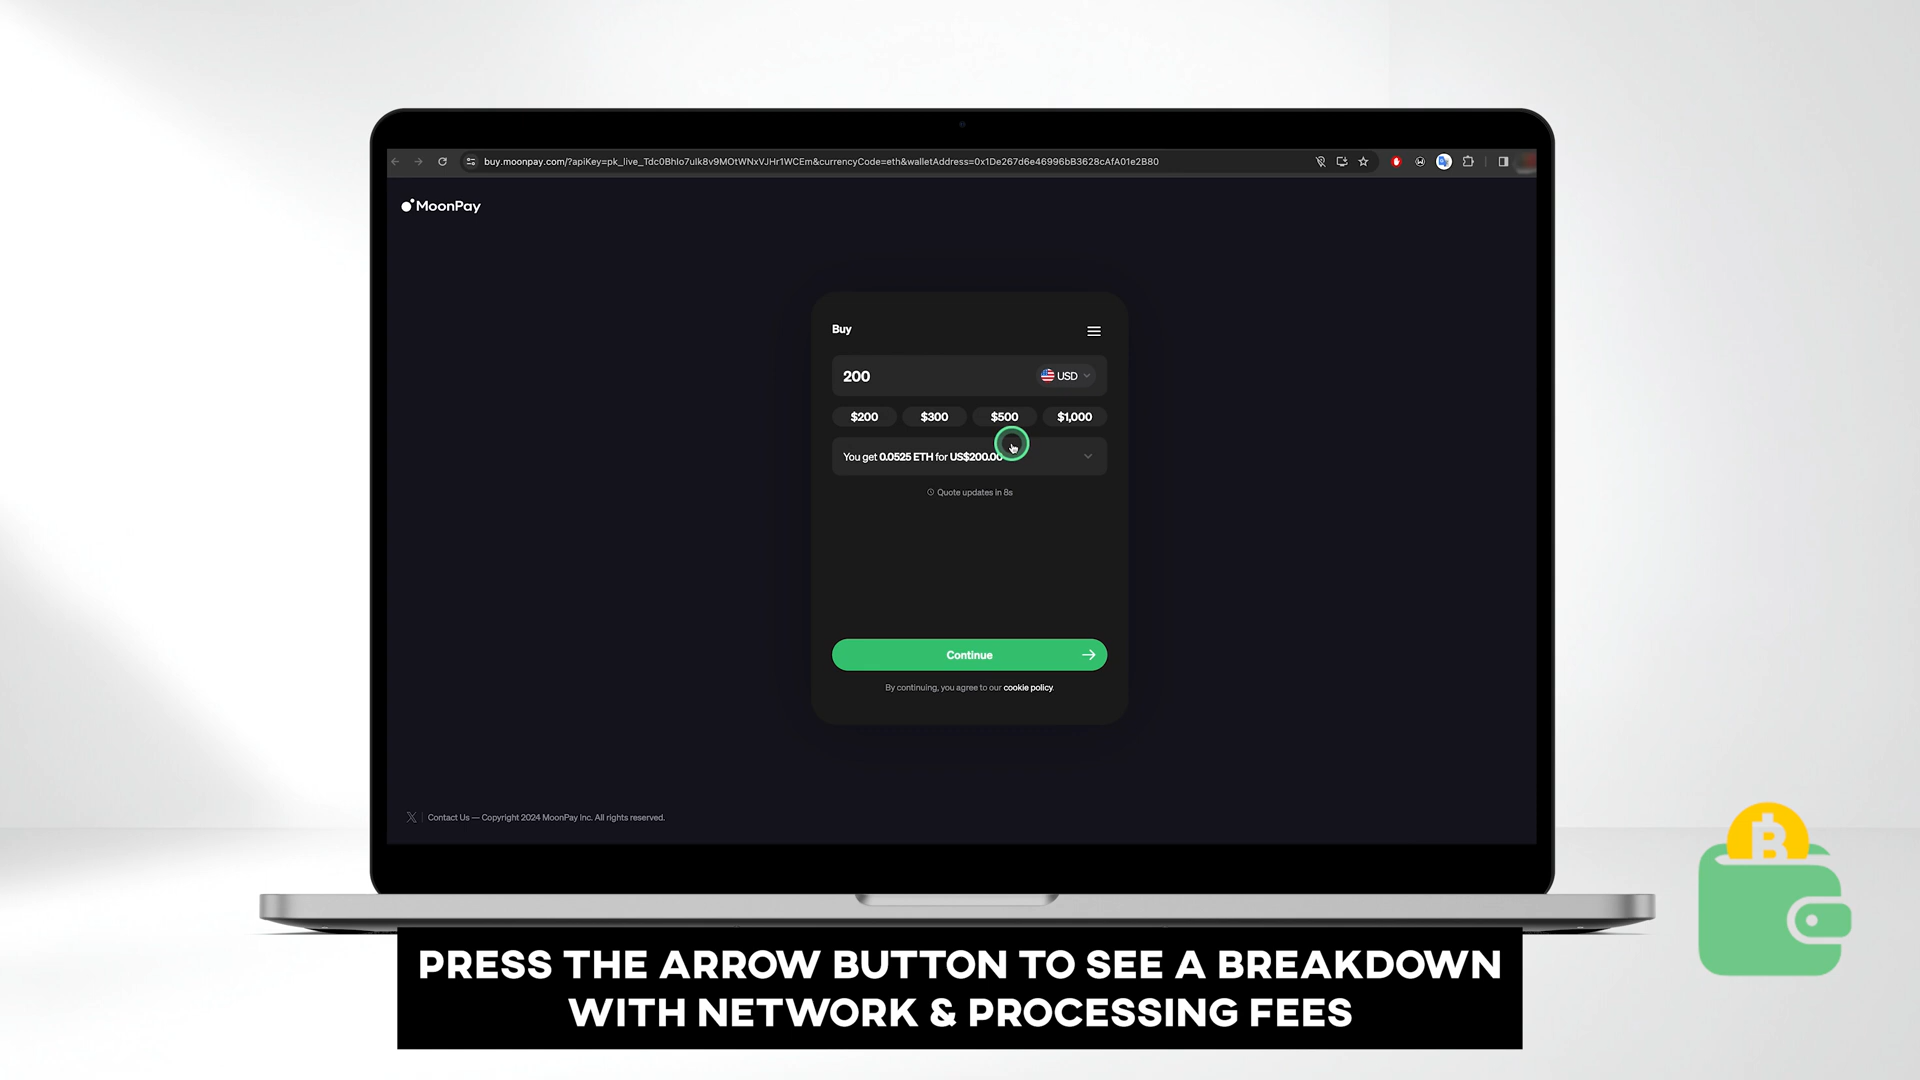 buy.moonpay.com/?apiKey=pk_live_Tdc0Bhlo7ulk8v9MOtWNxVJHr1WCEm&currencyCode=eth&walletAddress=0x1De267d6e46996bB3628cAfA01e2B80
MoonPay
Buy
200
USD
$200 $300 $500 $1,000
You get 0.0525 ETH for US$200.00
Quote updates in 8s
Continue
By continuing, you agree to our cookie policy.
Contact Us — Copyright 2024 MoonPay Inc. All rights reserved.
PRESS THE ARROW BUTTON TO SEE A BREAKDOWN
WITH NETWORK & PROCESSING FEES